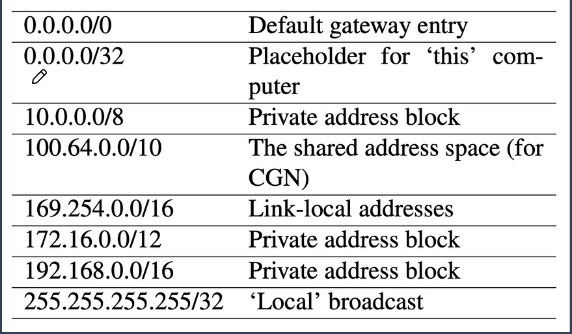 0.0.0.0/0 Default gateway entry
0.0.0.0/32 Placeholder for ‘this’ com-
puter
10.0.0.0/8 Private address block
100.64.0.0/10 The shared address space (for
CGN)
169.254.0.0/16 Link-local addresses
172.16.0.0/12 Private address block
192.168.0.0/16 Private address block
255.255.255.255/32 ‘Local’ broadcast